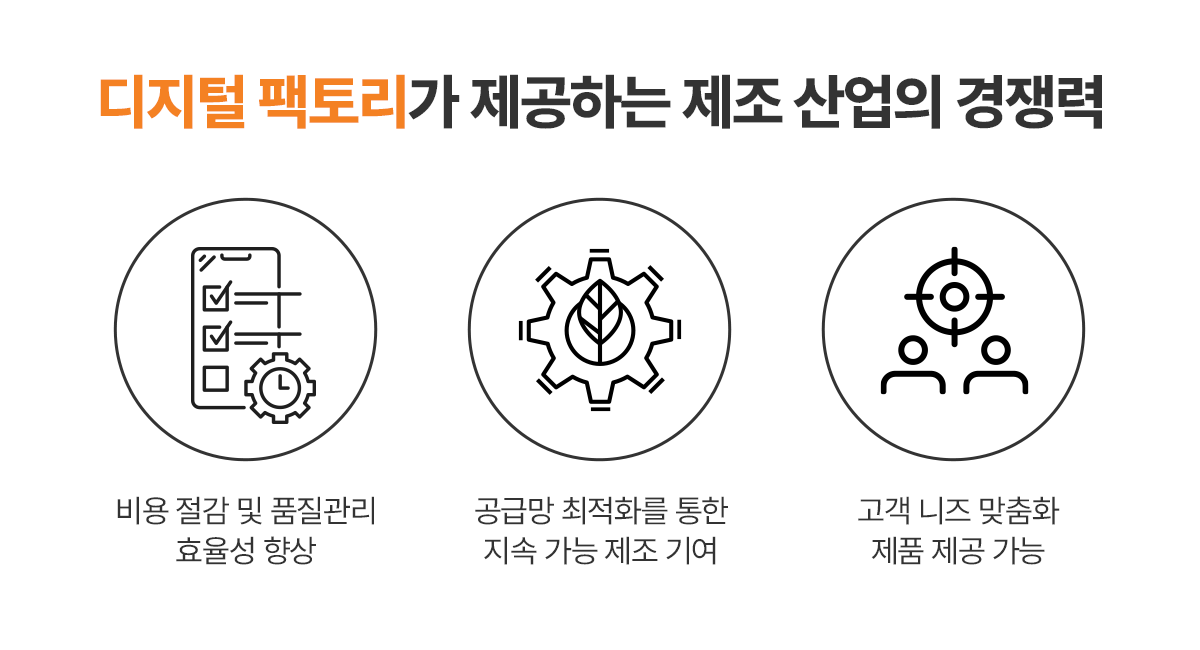 디지털 팩토리가 제공하는 제조 산업의 경쟁력
비용 절감 및 품질관리
효율성 향상
공급망 최적화를 통한
지속 가능 제조 기여
고객 니즈 맞춤화
제품 제공 가능